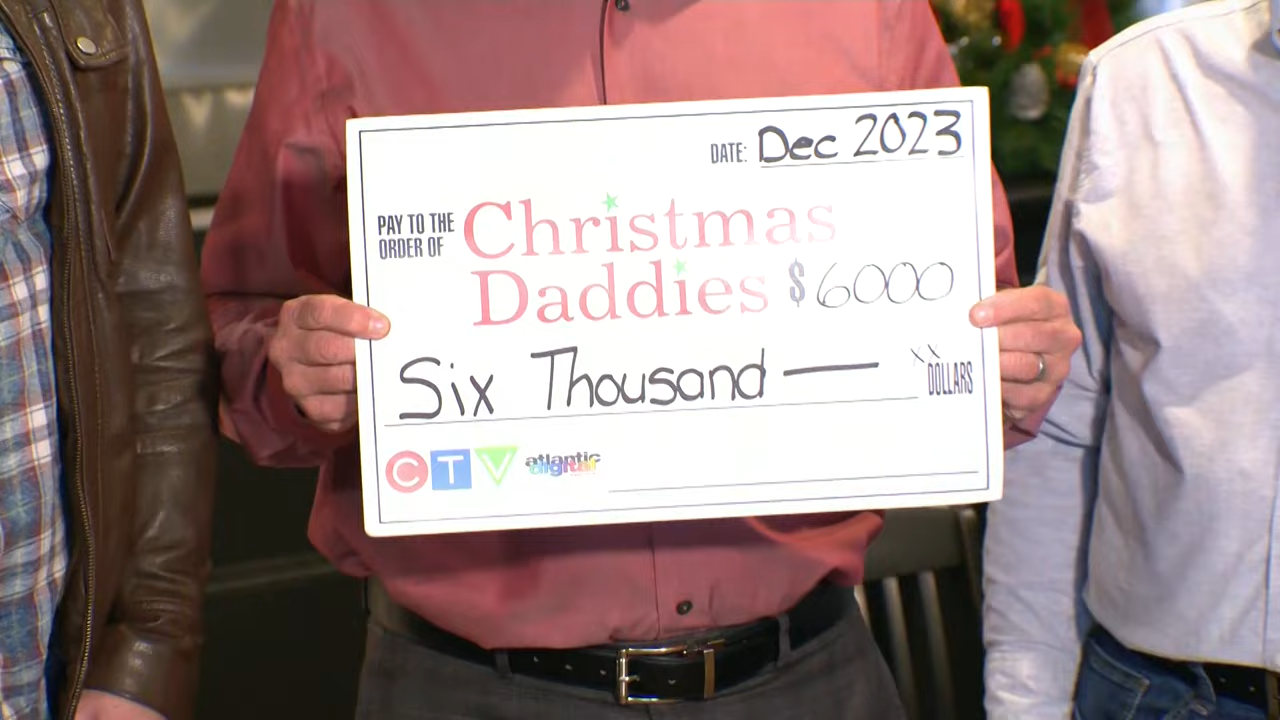 DATE: Dec 2023
PAY TO THE
ORDER OF
Christmas
Daddies $6000
Six Thousand — xx DOLLARS
CTV atlantic digital